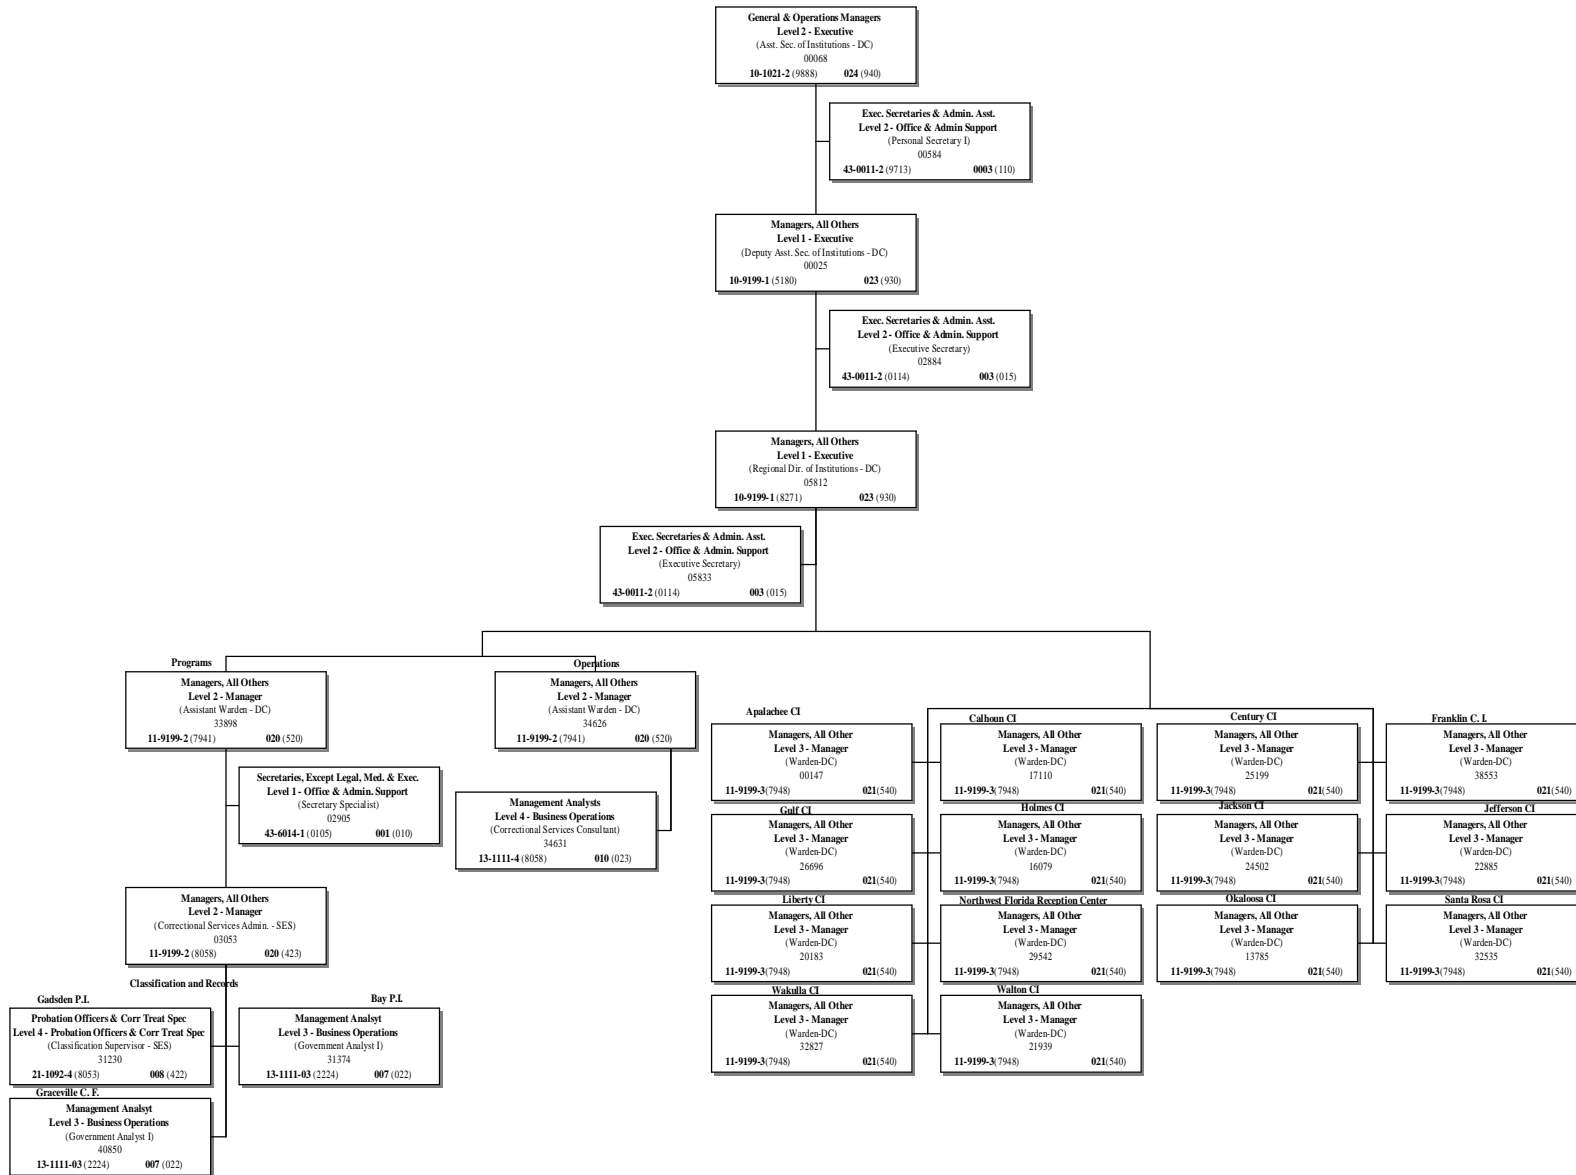 General & Operations Managers
Level 2 - Executive
(Asst. Sec. of Institutions - DC)
00068
10-1021-2 (9888) 024 (940)
Exec. Secretaries & Admin. Asst.
Level 2 - Office & Admin Support
(Personal Secretary I)
00584
43-0011-2 (9713) 0003 (110)
Managers, All Others
Level 1 - Executive
(Deputy Asst. Sec. of Institutions - DC)
00025
10-9199-1 (5180) 023 (930)
Exec. Secretaries & Admin. Asst.
Level 2 - Office & Admin. Support
(Executive Secretary)
02884
43-0011-2 (0114) 003 (015)
Managers, All Others
Level 1 - Executive
(Regional Dir. of Institutions - DC)
05812
10-9199-1 (8271) 023 (930)
Exec. Secretaries & Admin. Asst.
Level 2 - Office & Admin. Support
(Executive Secretary)
05833
43-0011-2 (0114) 003 (015)
Programs
Managers, All Others
Level 2 - Manager
(Assistant Warden - DC)
33898
11-9199-2 (7941) 020 (520)
Secretaries, Except Legal, Med. & Exec.
Level 1 - Office & Admin. Support
(Secretary Specialist)
02905
43-6014-1 (0105) 001 (010)
Managers, All Others
Level 2 - Manager
(Correctional Services Admin. - SES)
03053
11-9199-2 (8058) 020 (423)
Classification and Records
Gadsden P.I.
Probation Officers & Corr Treat Spec
Level 4 - Probation Officers & Corr Treat Spec
(Classification Supervisor - SES)
31230
21-1092-4 (8053) 008 (422)
Bay P.I.
Management Analsyt
Level 3 - Business Operations
(Government Analyst I)
31374
13-1111-03 (2224) 007 (022)
Graceville C. F.
Management Analsyt
Level 3 - Business Operations
(Government Analyst I)
40850
13-1111-03 (2224) 007 (022)
Operations
Managers, All Others
Level 2 - Manager
(Assistant Warden - DC)
34626
11-9199-2 (7941) 020 (520)
Management Analysts
Level 4 - Business Operations
(Correctional Services Consultant)
34631
13-1111-4 (8058) 010 (023)
Apalachee CI
Managers, All Other
Level 3 - Manager
(Warden-DC)
00147
11-9199-3(7948) 021(540)
Calhoun CI
Managers, All Other
Level 3 - Manager
(Warden-DC)
17110
11-9199-3(7948) 021(540)
Century CI
Managers, All Other
Level 3 - Manager
(Warden-DC)
25199
11-9199-3(7948) 021(540)
Franklin C. I.
Managers, All Other
Level 3 - Manager
(Warden-DC)
38553
11-9199-3(7948) 021(540)
Gulf CI
Managers, All Other
Level 3 - Manager
(Warden-DC)
26696
11-9199-3(7948) 021(540)
Holmes CI
Managers, All Other
Level 3 - Manager
(Warden-DC)
16079
11-9199-3(7948) 021(540)
Jackson CI
Managers, All Other
Level 3 - Manager
(Warden-DC)
24502
11-9199-3(7948) 021(540)
Jefferson CI
Managers, All Other
Level 3 - Manager
(Warden-DC)
22885
11-9199-3(7948) 021(540)
Liberty CI
Managers, All Other
Level 3 - Manager
(Warden-DC)
20183
11-9199-3(7948) 021(540)
Northwest Florida Reception Center
Managers, All Other
Level 3 - Manager
(Warden-DC)
29542
11-9199-3(7948) 021(540)
Okaloosa CI
Managers, All Other
Level 3 - Manager
(Warden-DC)
13785
11-9199-3(7948) 021(540)
Santa Rosa CI
Managers, All Other
Level 3 - Manager
(Warden-DC)
32535
11-9199-3(7948) 021(540)
Wakulla CI
Managers, All Other
Level 3 - Manager
(Warden-DC)
32827
11-9199-3(7948) 021(540)
Walton CI
Managers, All Other
Level 3 - Manager
(Warden-DC)
21939
11-9199-3(7948) 021(540)